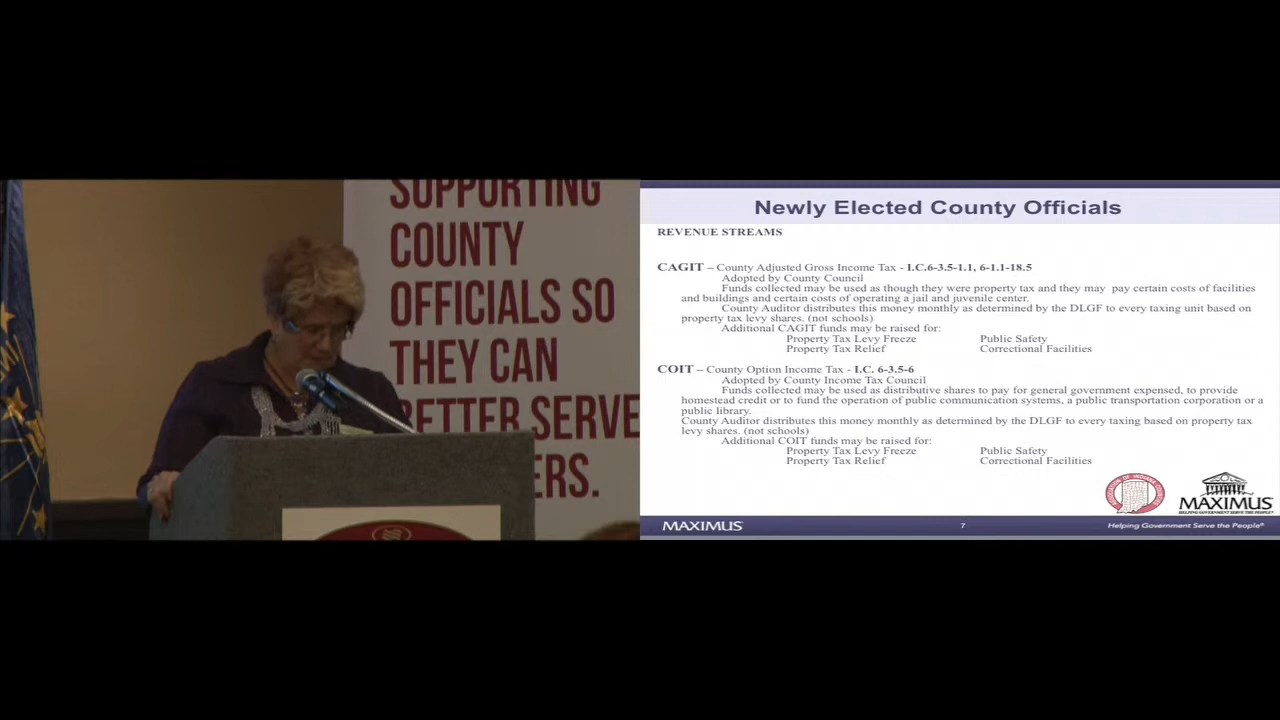 SUPPORTING
COUNTY
OFFICIALS SO
THEY CAN
BETTER SERVE
ERS.
Newly Elected County Officials
REVENUE STREAMS
CAGIT – County Adjusted Gross Income Tax - I.C.6-3.5-1.1, 6-1.1-18.5
Adopted by County Council
Funds collected may be used as though they were property tax and they may pay certain costs of facilities
and buildings and certain costs of operating a jail and juvenile center.
County Auditor distributes this money monthly as determined by the DLGF to every taxing unit based on
property tax levy shares. (not schools)
Additional CAGIT funds may be raised for:
Property Tax Levy Freeze Public Safety
Property Tax Relief Correctional Facilities
COIT – County Option Income Tax - I.C. 6-3.5-6
Adopted by County Income Tax Council
Funds collected may be used as distributive shares to pay for general government expensed, to provide
homestead credit or to fund the operation of public communication systems, a public transportation corporation or a
public library.
County Auditor distributes this money monthly as determined by the DLGF to every taxing based on property tax
levy shares. (not schools)
Additional COIT funds may be raised for:
Property Tax Levy Freeze Public Safety
Property Tax Relief Correctional Facilities
MAXIMUS
HELPING GOVERNMENT SERVE THE PEOPLE
MAXIMUS 7 Helping Government Serve the People®